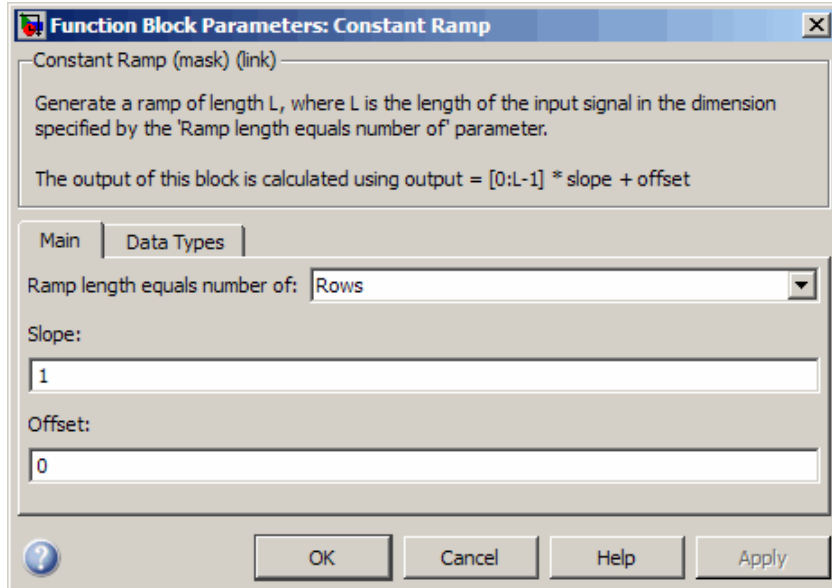 Function Block Parameters: Constant Ramp
Constant Ramp (mask) (link)
Generate a ramp of length L, where L is the length of the input signal in the dimension
specified by the 'Ramp length equals number of' parameter.
The output of this block is calculated using output = [0:L-1] * slope + offset
Main Data Types
Ramp length equals number of: Rows
Slope:
1
Offset:
0
? OK Cancel Help Apply